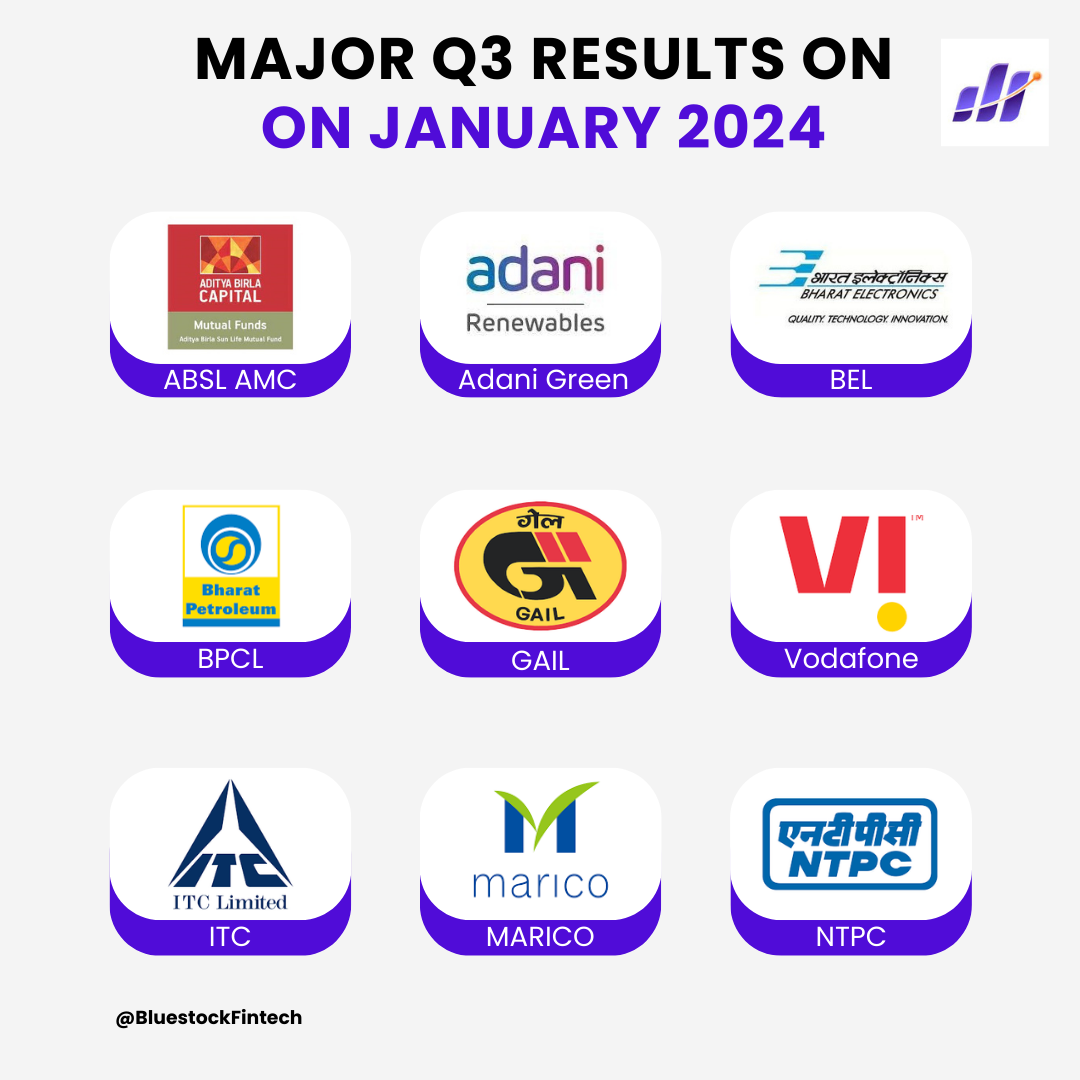 MAJOR Q3 RESULTS ON
ON JANUARY 2024
ADITYA BIRLA
CAPITAL
Mutual Funds
Aditya Birla Sun Life Mutual Fund
ABSL AMC
adani
Renewables
Adani Green
भारत इलेक्ट्रॉनिक्स
BHARAT ELECTRONICS
QUALITY. TECHNOLOGY. INNOVATION.
BEL
Bharat
Petroleum
BPCL
गेल
GAIL
GAIL
VI
TM
Vodafone
ITC
ITC Limited
ITC
marico
MARICO
एनटीपीसी
NTPC
NTPC
@BluestockFintech